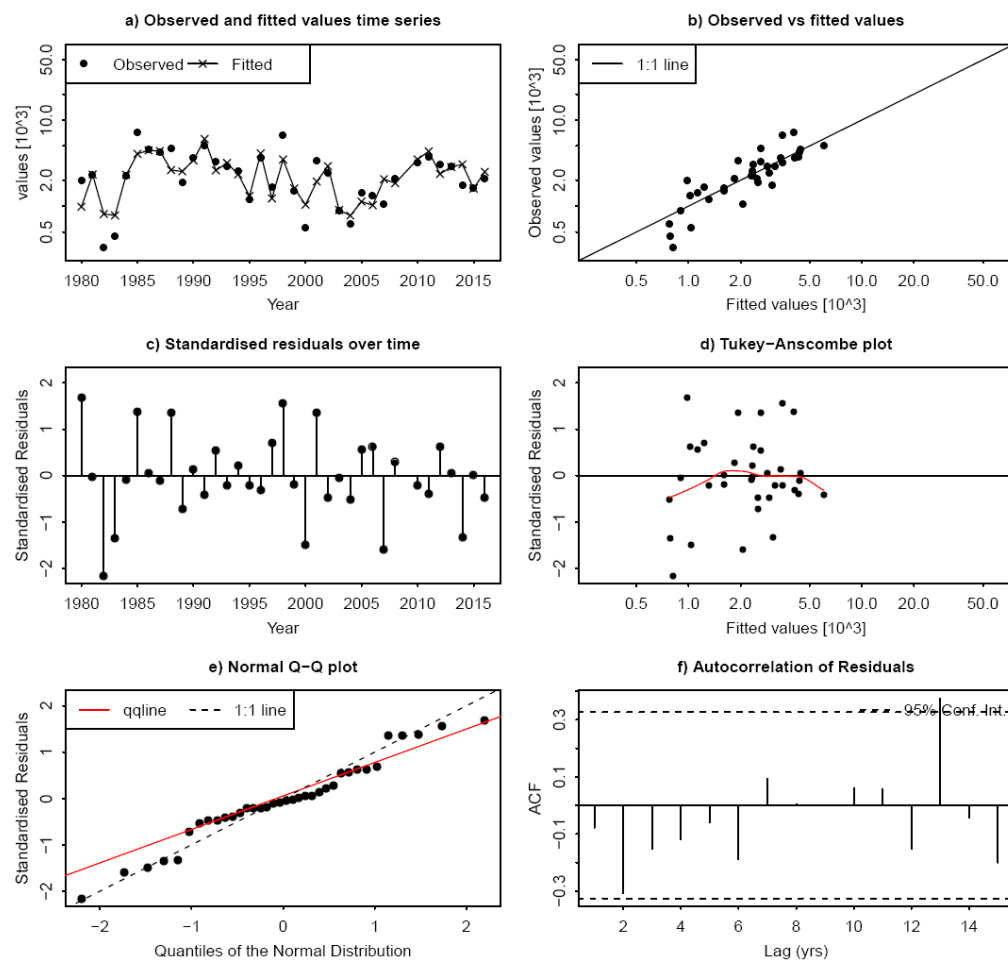 a) Observed and fitted values time series
values [10^3]
50.0
10.0
2.0
0.5
Observed
Fitted
1980 1985 1990 1995 2000 2005 2010 2015
Year
b) Observed vs fitted values
Observed values [10^3]
50.0
10.0
2.0
0.5
1:1 line
0.5 1.0 2.0 5.0 10.0 20.0 50.0
Fitted values [10^3]
c) Standardised residuals over time
Standardised Residuals
2
1
0
−1
−2
1980 1985 1990 1995 2000 2005 2010 2015
Year
d) Tukey−Anscombe plot
Standardised Residuals
2
1
0
−1
−2
0.5 1.0 2.0 5.0 10.0 20.0 50.0
Fitted values [10^3]
e) Normal Q−Q plot
Standardised Residuals
2
1
0
−1
−2
qqline
1:1 line
−2 −1 0 1 2
Quantiles of the Normal Distribution
f) Autocorrelation of Residuals
ACF
0.3
0.1
−0.1
−0.3
95% Conf. Int.
2 4 6 8 10 12 14
Lag (yrs)